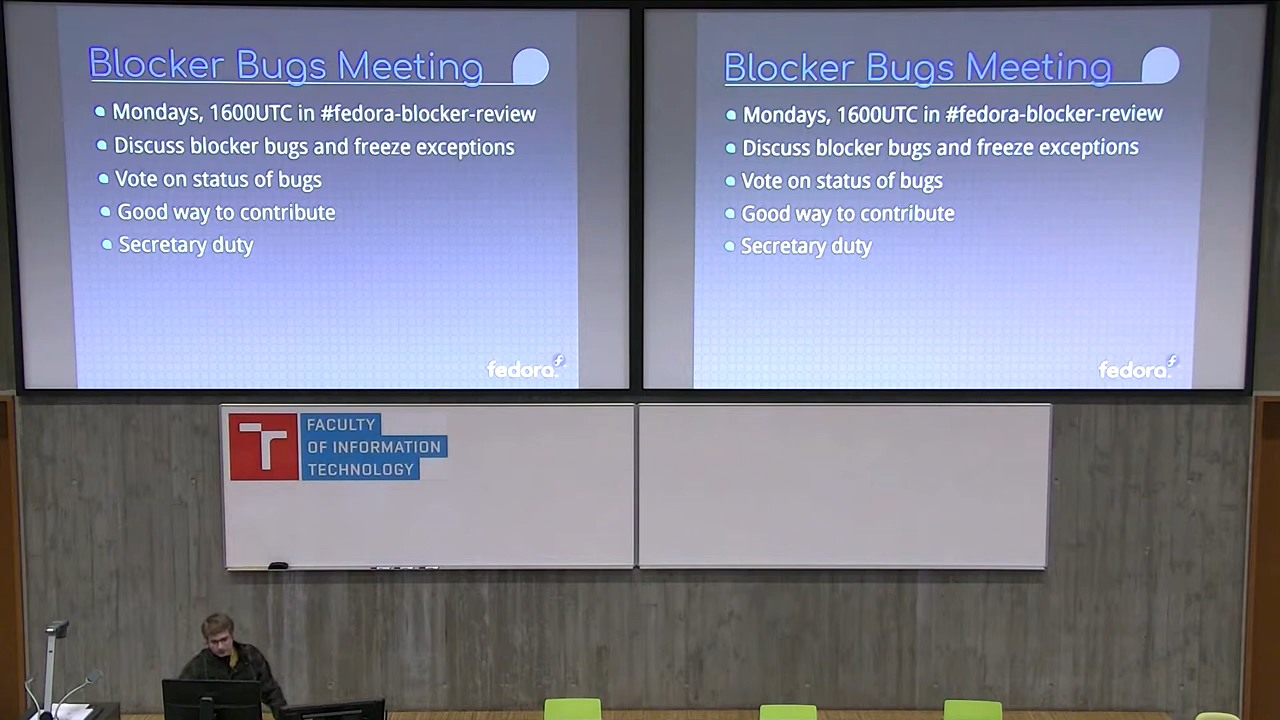 Blocker Bugs Meeting
Mondays, 1600UTC in #fedora-blocker-review
Discuss blocker bugs and freeze exceptions
Vote on status of bugs
Good way to contribute
Secretary duty
fedora
Blocker Bugs Meeting
Mondays, 1600UTC in #fedora-blocker-review
Discuss blocker bugs and freeze exceptions
Vote on status of bugs
Good way to contribute
Secretary duty
fedora
FACULTY
OF INFORMATION
TECHNOLOGY